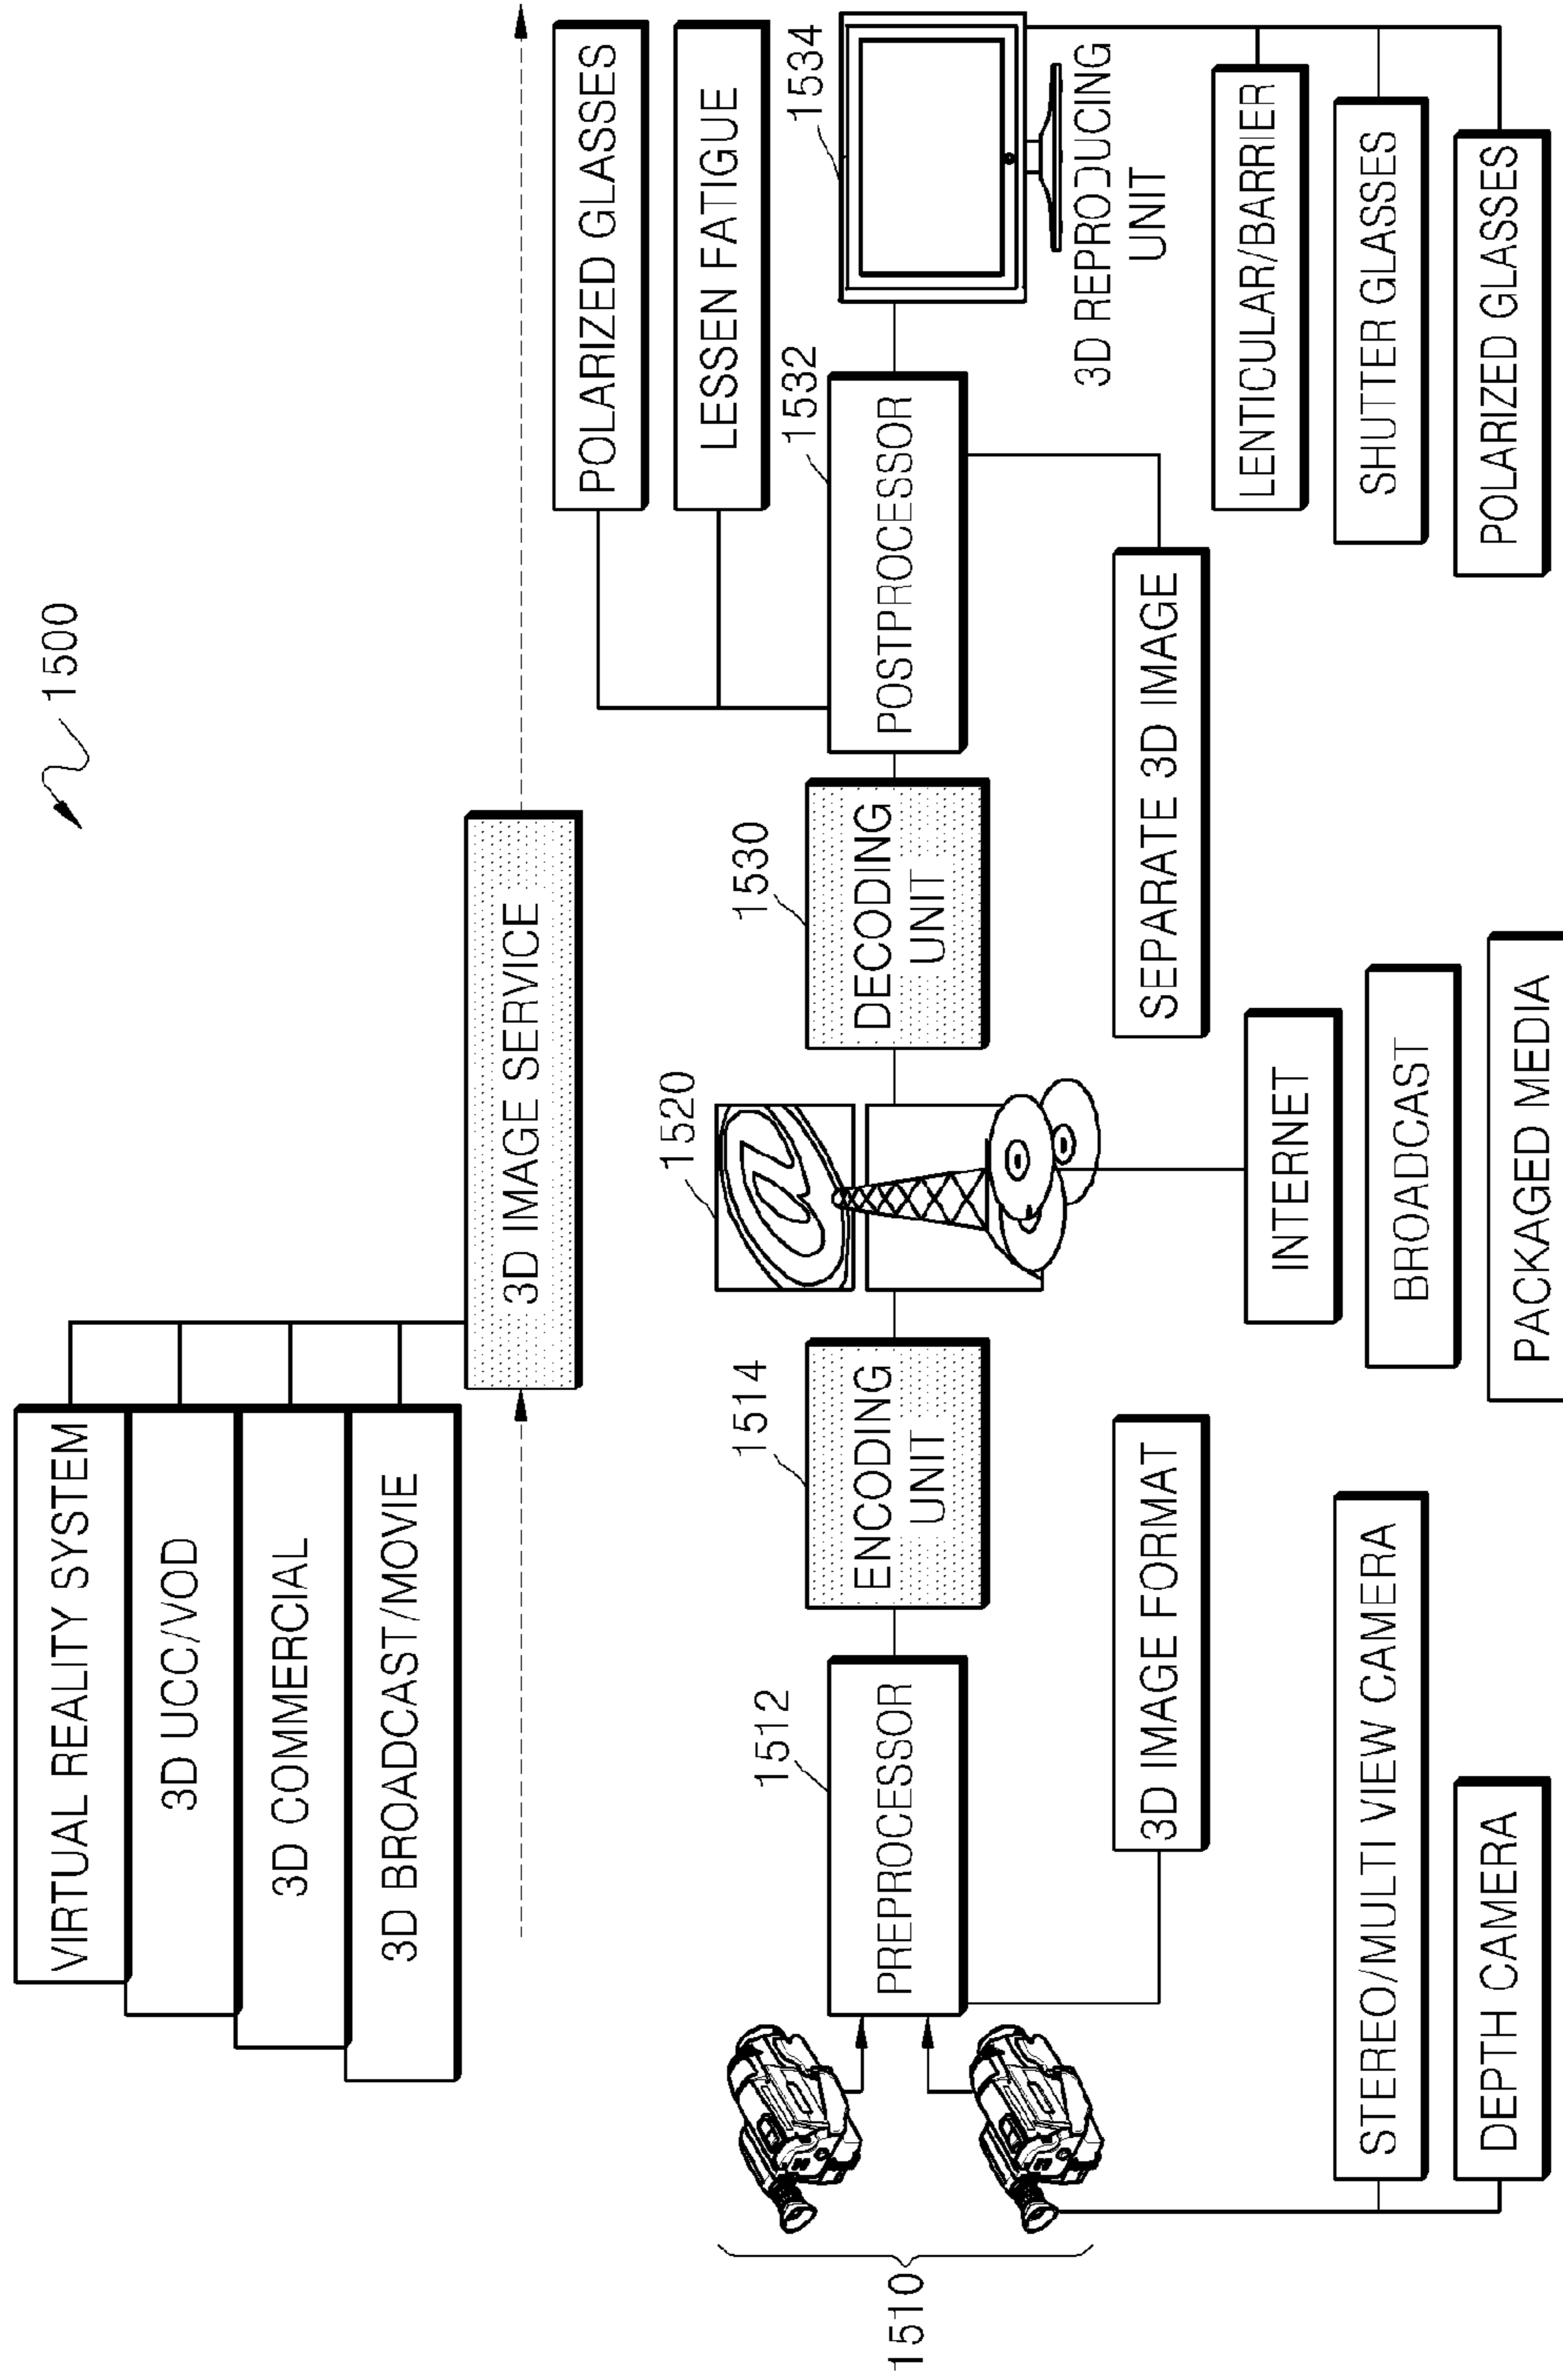 1500
VIRTUAL REALITY SYSTEM
3D UCC/VOD
3D COMMERCIAL
3D BROADCAST/MOVIE
3D IMAGE SERVICE
POLARIZED GLASSES
LESSEN FATIGUE
1510
1512
PREPROCESSOR
1514
ENCODING
UNIT
1520
1530
DECODING
UNIT
1532
POSTPROCESSOR
1534
3D REPRODUCING
UNIT
3D IMAGE FORMAT
SEPARATE 3D IMAGE
STEREO/MULTI VIEW CAMERA
DEPTH CAMERA
INTERNET
BROADCAST
PACKAGED MEDIA
LENTICULAR/BARRIER
SHUTTER GLASSES
POLARIZED GLASSES